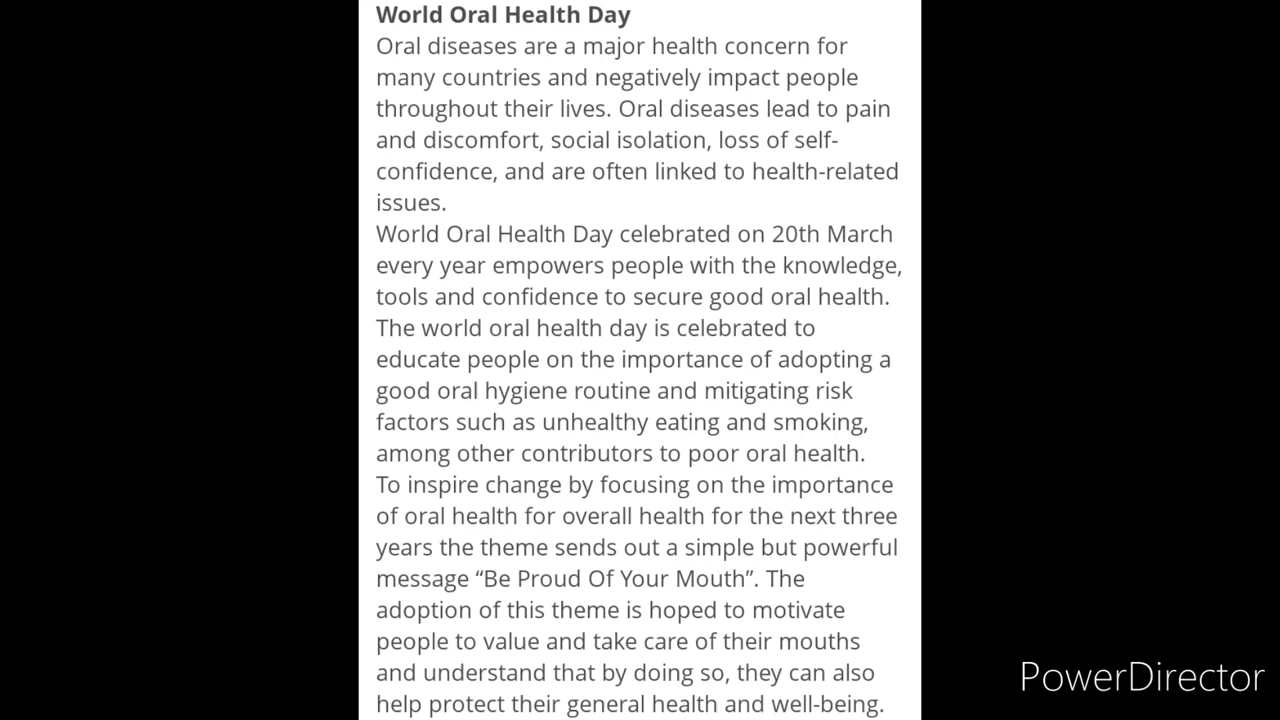 World Oral Health Day
Oral diseases are a major health concern for
many countries and negatively impact people
throughout their lives. Oral diseases lead to pain
and discomfort, social isolation, loss of self-
confidence, and are often linked to health-related
issues.
World Oral Health Day celebrated on 20th March
every year empowers people with the knowledge,
tools and confidence to secure good oral health.
The world oral health day is celebrated to
educate people on the importance of adopting a
good oral hygiene routine and mitigating risk
factors such as unhealthy eating and smoking,
among other contributors to poor oral health.
To inspire change by focusing on the importance
of oral health for overall health for the next three
years the theme sends out a simple but powerful
message “Be Proud Of Your Mouth”. The
adoption of this theme is hoped to motivate
people to value and take care of their mouths
and understand that by doing so, they can also
help protect their general health and well-being.
PowerDirector